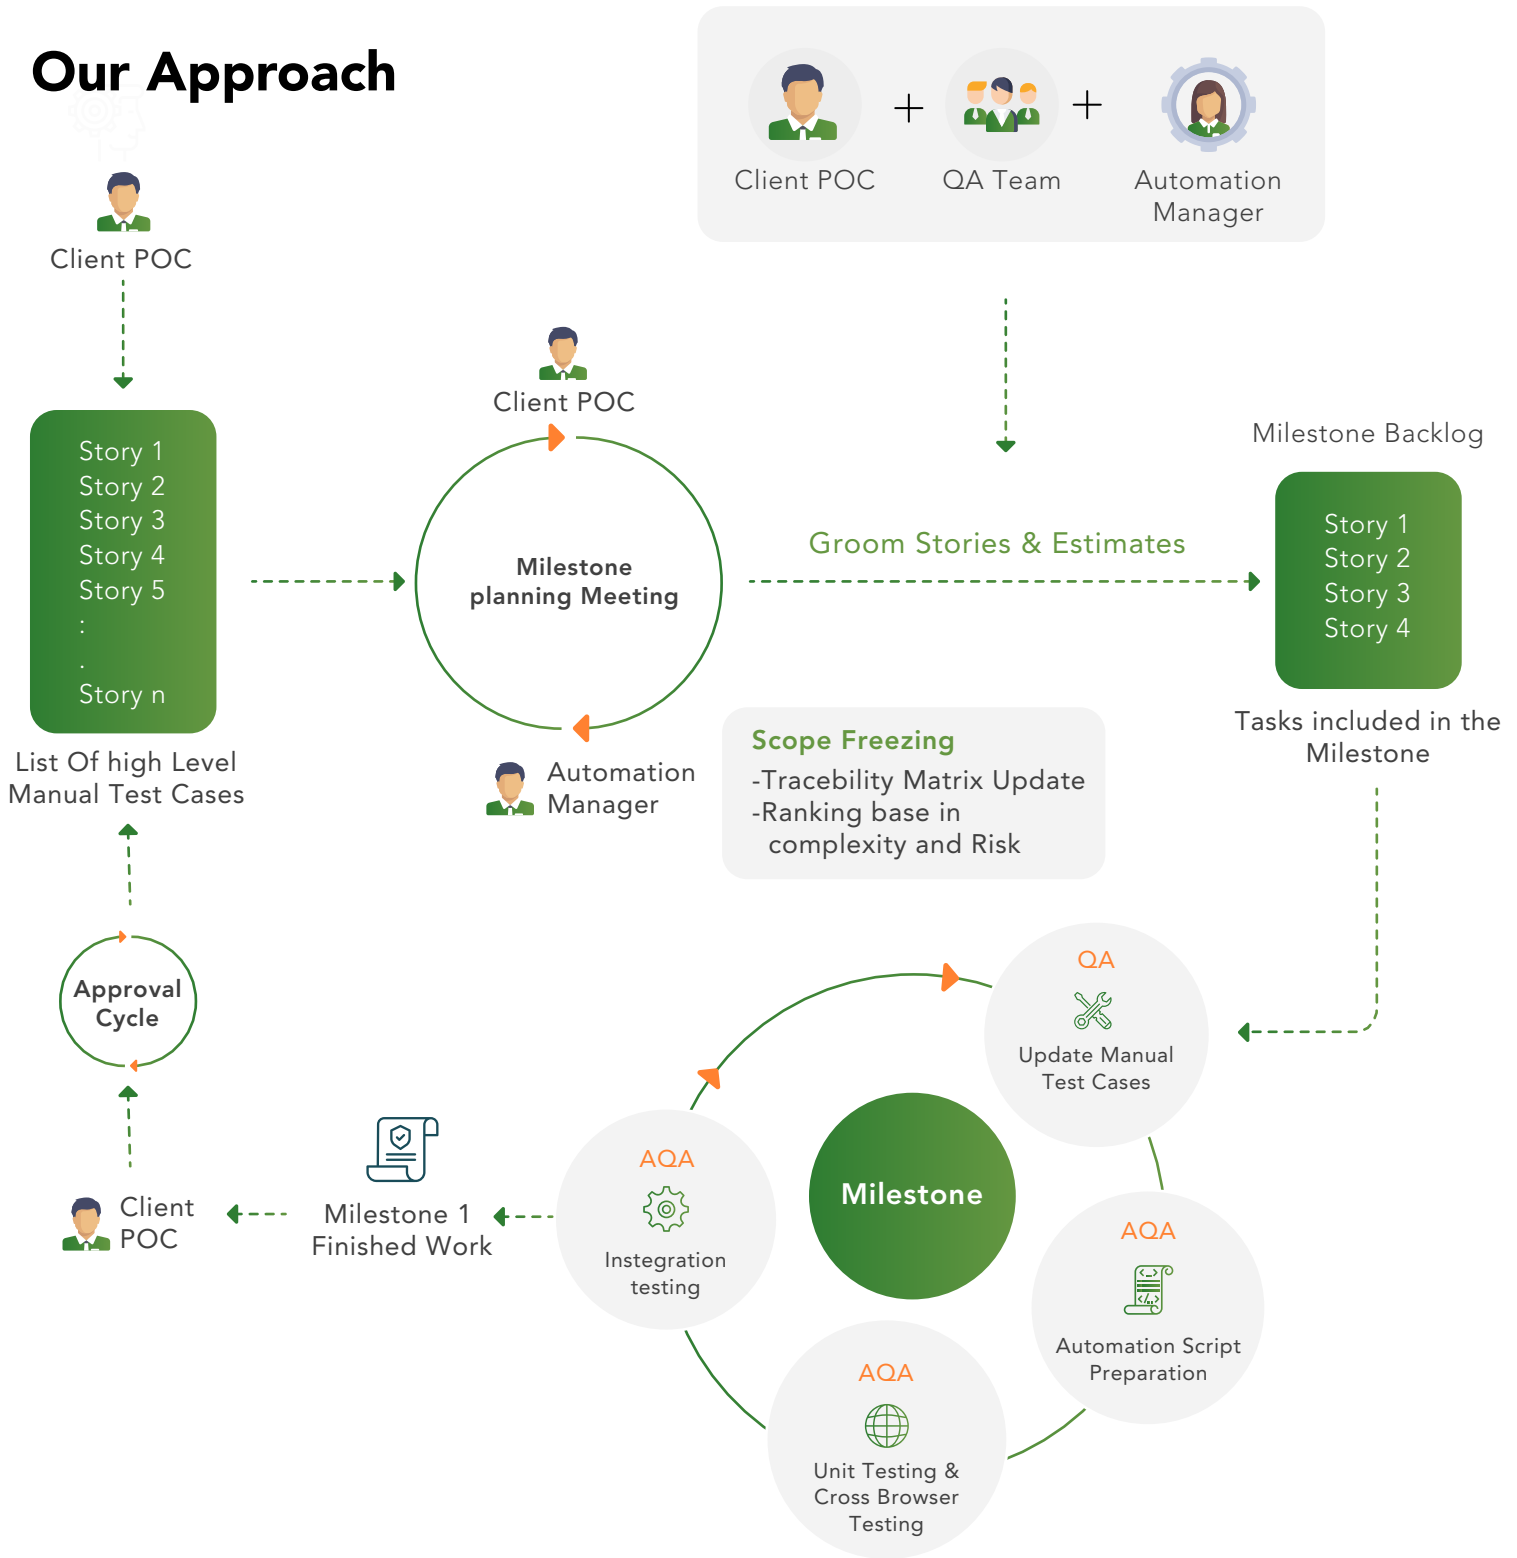 Our Approach
Client POC
+
QA Team
+
Automation
Manager
Client POC
Client POC
Story 1
Story 2
Story 3
Story 4
Story 5
:
.
Story n
List Of high Level
Manual Test Cases
Milestone
planning Meeting
Automation
Manager
Groom Stories & Estimates
Milestone Backlog
Story 1
Story 2
Story 3
Story 4
Tasks included in the
Milestone
Scope Freezing
-Tracebility Matrix Update
-Ranking base in
complexity and Risk
Approval
Cycle
Client
POC
Milestone 1
Finished Work
AQA
Instegration
testing
Milestone
QA
Update Manual
Test Cases
AQA
Automation Script
Preparation
AQA
Unit Testing &
Cross Browser
Testing